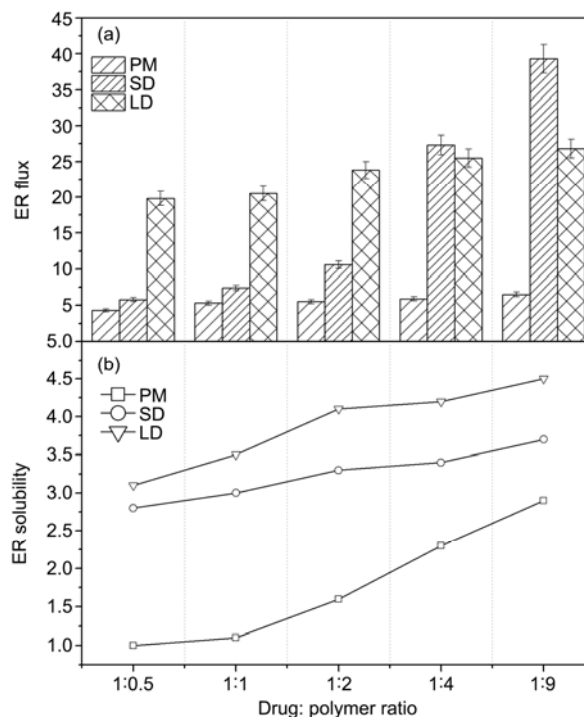 (a)
PM
SD
LD
45
40
35
30
25
20
15
10
5
ER flux
5.0
(b)
PM
SD
LD
4.5
4.0
3.5
3.0
2.5
2.0
1.5
1.0
ER solubility
1:0.5 1:1 1:2 1:4 1:9
Drug: polymer ratio